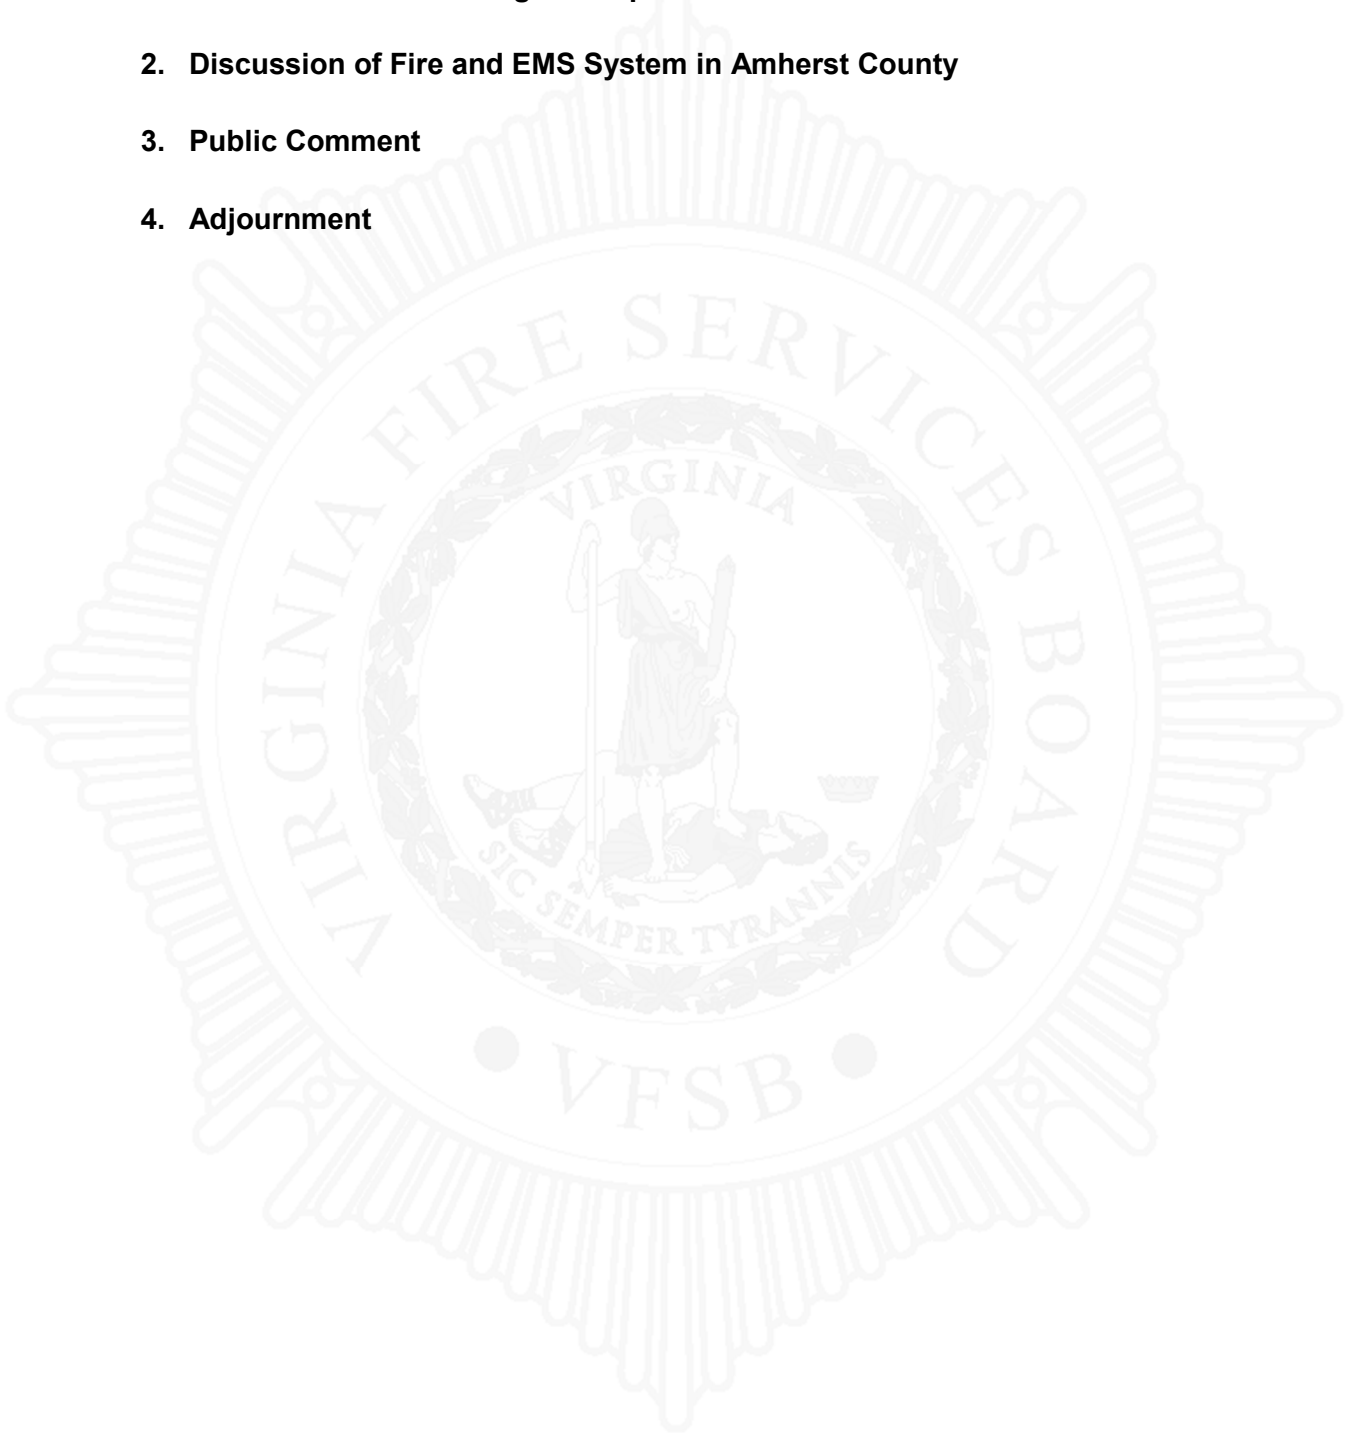 2. Discussion of Fire and EMS System in Amherst County
3. Public Comment
4. Adjournment
VIRGINIA FIRE SERVICES BOARD
VIRGINIA
SIC SEMPER TYRANNIS
• VFSB •